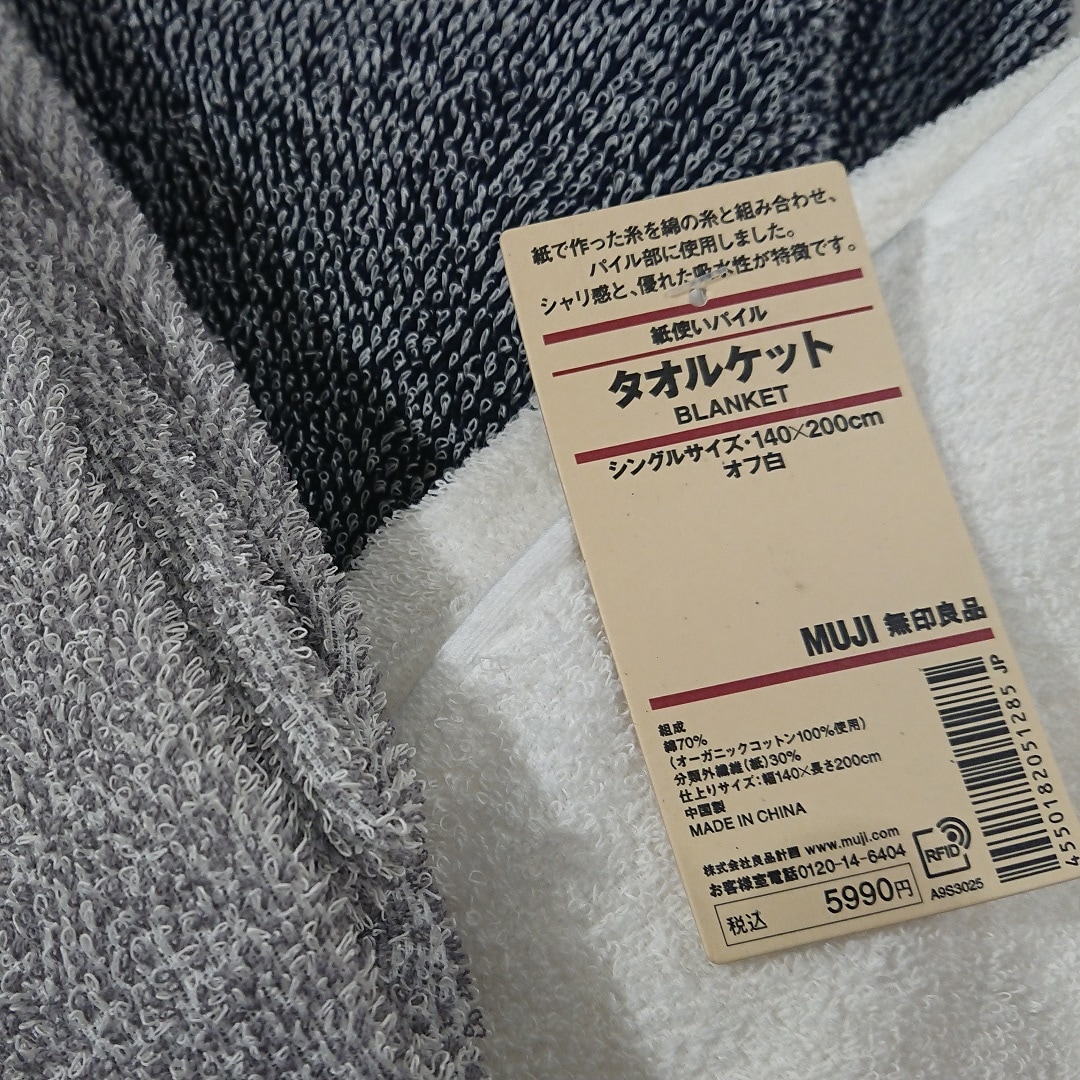 紙で作った糸を綿の糸と組み合わせ、
パイル部に使用しました。
シャリ感と、優れた吸水性が特徴です。
紙使いパイル
タオルケット
BLANKET
シングルサイズ・140×200cm
オフ白
MUJI 無印良品
組成
綿70%
(オーガニックコットン100%使用)
分類外繊維(紙)30%
仕上りサイズ:幅140×長さ200cm
中国製
MADE IN CHINA
株式会社良品計画 www.muji.com
お客様室電話0120-14-6404
税込 5990円
RFID
A9S3025
4550182051285 JP